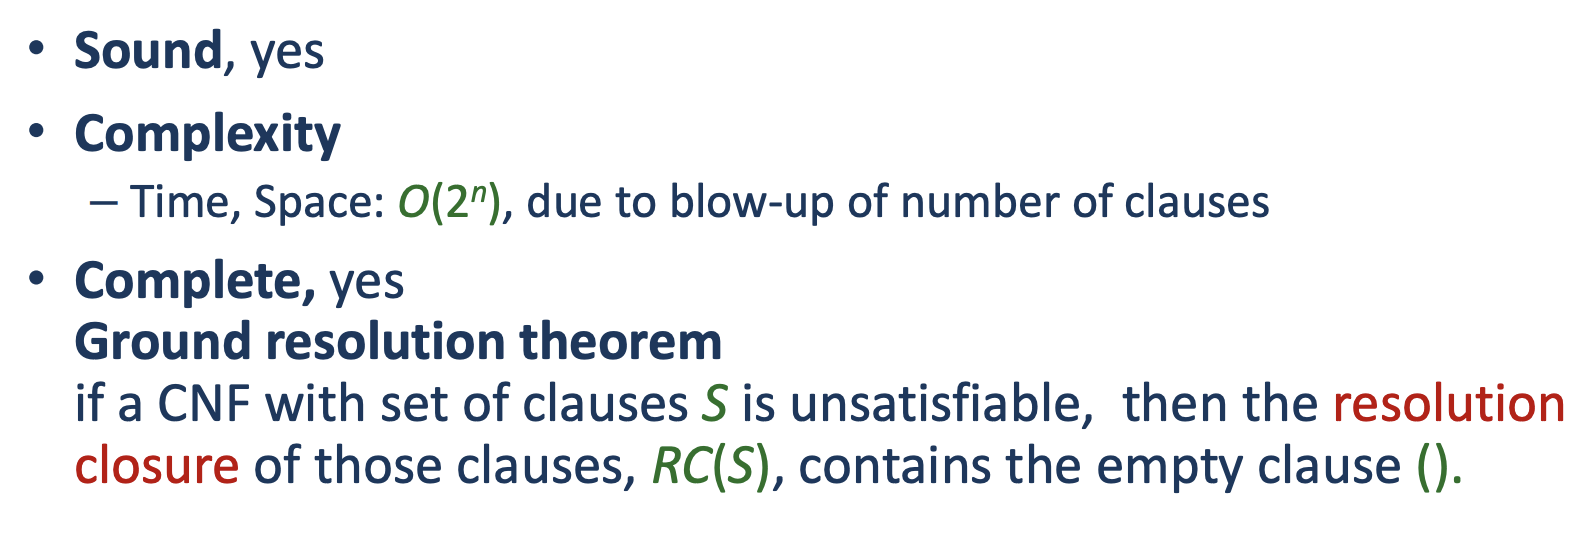 • Sound, yes
• Complexity
– Time, Space: O(2ⁿ), due to blow-up of number of clauses
• Complete, yes
Ground resolution theorem
if a CNF with set of clauses S is unsatisfiable,  then the resolution
closure of those clauses, RC(S), contains the empty clause ().